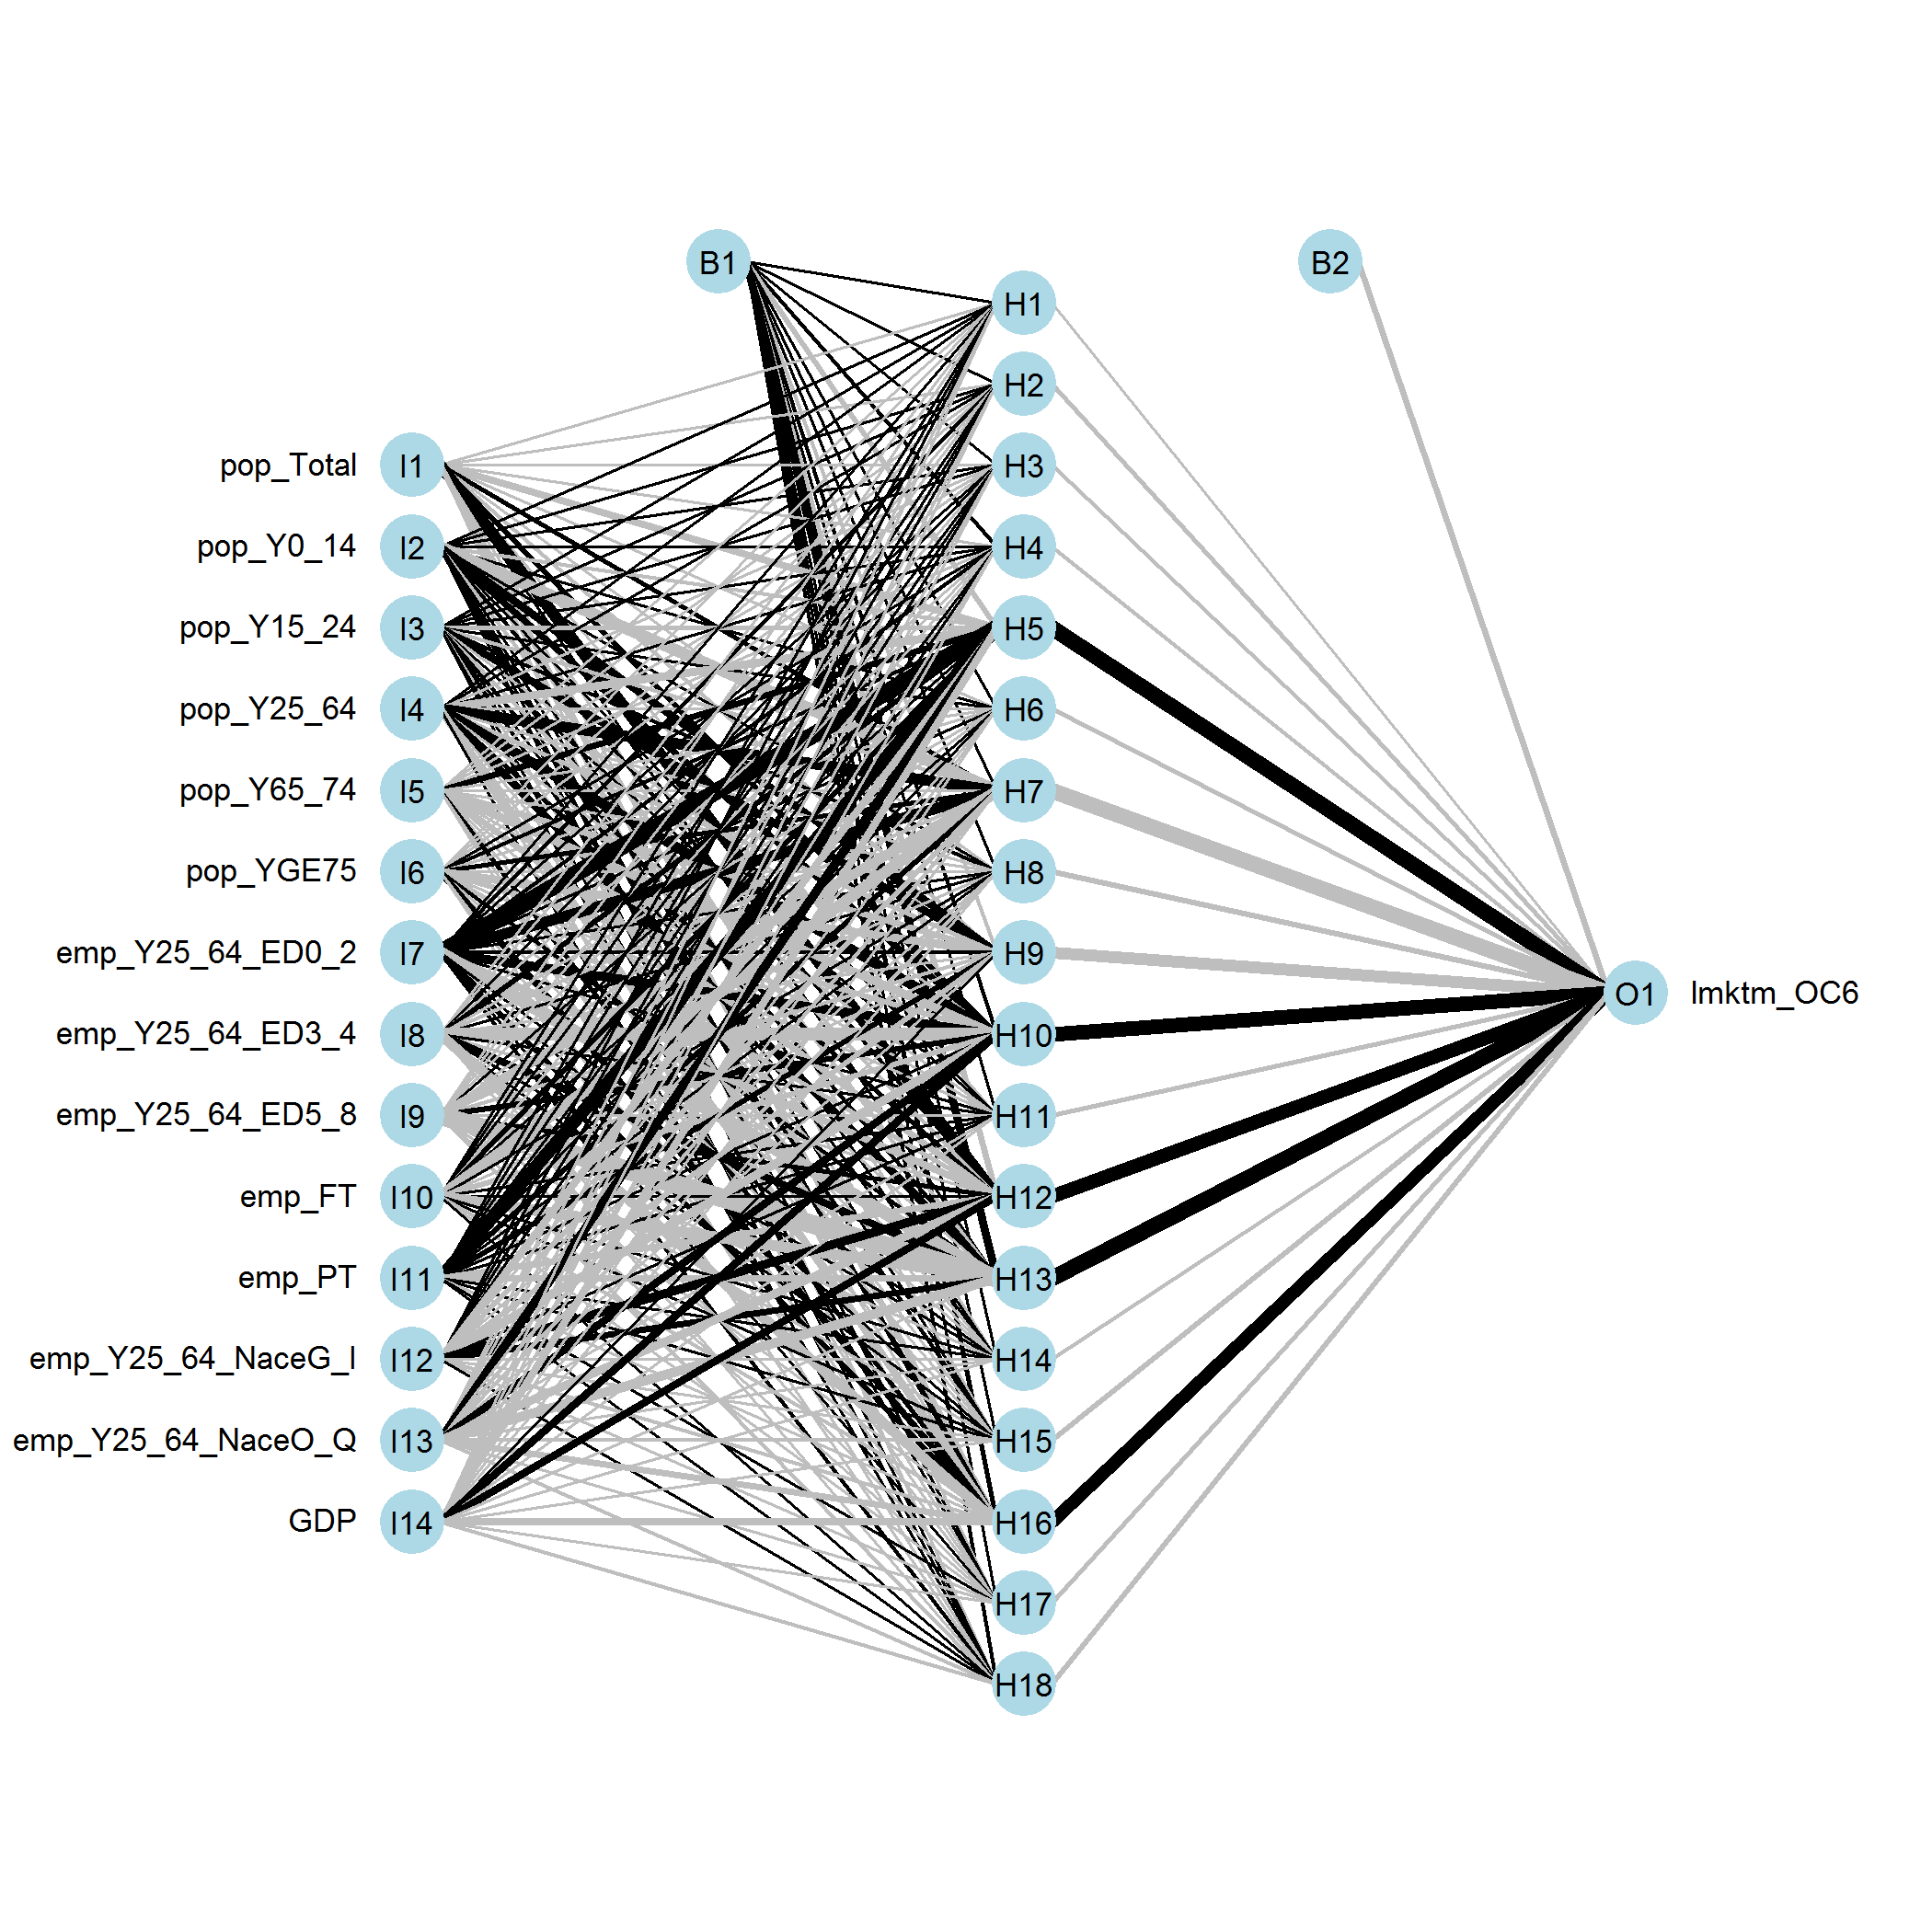 B1
B2
H1
H2
pop_Total I1 H3
pop_Y0_14 I2 H4
pop_Y15_24 I3 H5
pop_Y25_64 I4 H6
pop_Y65_74 I5 H7
pop_YGE75 I6 H8
emp_Y25_64_ED0_2 I7 H9
O1 lmktm_OC6
emp_Y25_64_ED3_4 I8 H10
emp_Y25_64_ED5_8 I9 H11
emp_FT I10 H12
emp_PT I11 H13
emp_Y25_64_NaceG_I I12 H14
emp_Y25_64_NaceO_Q I13 H15
GDP I14 H16
H17
H18